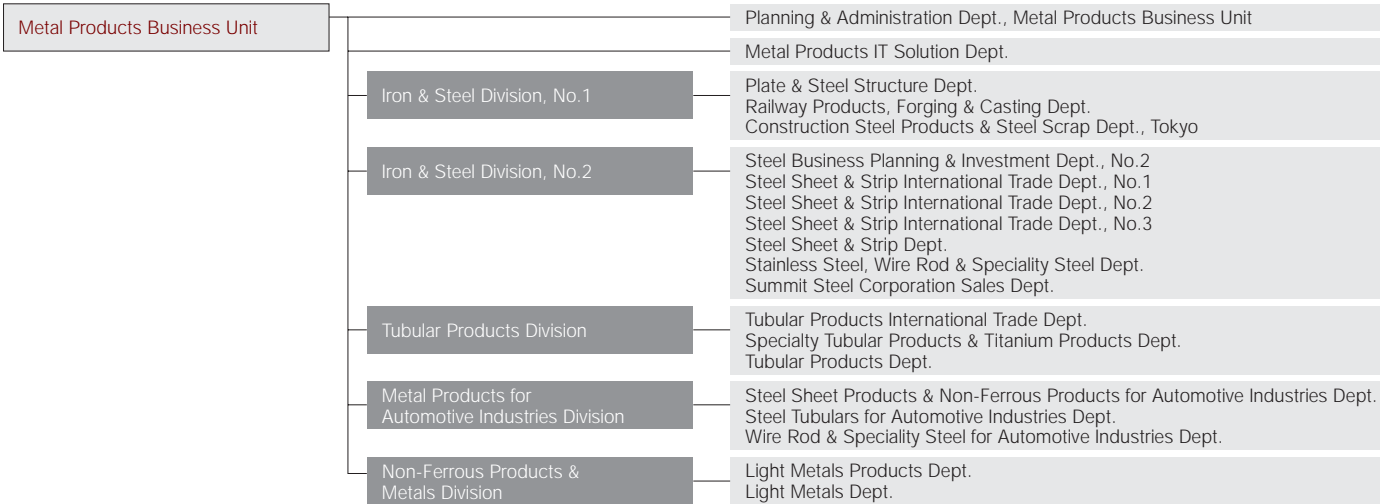 Metal Products Business Unit
Planning & Administration Dept., Metal Products Business Unit
Metal Products IT Solution Dept.
Iron & Steel Division, No.1
Plate & Steel Structure Dept.
Railway Products, Forging & Casting Dept.
Construction Steel Products & Steel Scrap Dept., Tokyo
Iron & Steel Division, No.2
Steel Business Planning & Investment Dept., No.2
Steel Sheet & Strip International Trade Dept., No.1
Steel Sheet & Strip International Trade Dept., No.2
Steel Sheet & Strip International Trade Dept., No.3
Steel Sheet & Strip Dept.
Stainless Steel, Wire Rod & Speciality Steel Dept.
Summit Steel Corporation Sales Dept.
Tubular Products Division
Tubular Products International Trade Dept.
Specialty Tubular Products & Titanium Products Dept.
Tubular Products Dept.
Metal Products for
Automotive Industries Division
Steel Sheet Products & Non-Ferrous Products for Automotive Industries Dept.
Steel Tubulars for Automotive Industries Dept.
Wire Rod & Speciality Steel for Automotive Industries Dept.
Non-Ferrous Products &
Metals Division
Light Metals Products Dept.
Light Metals Dept.